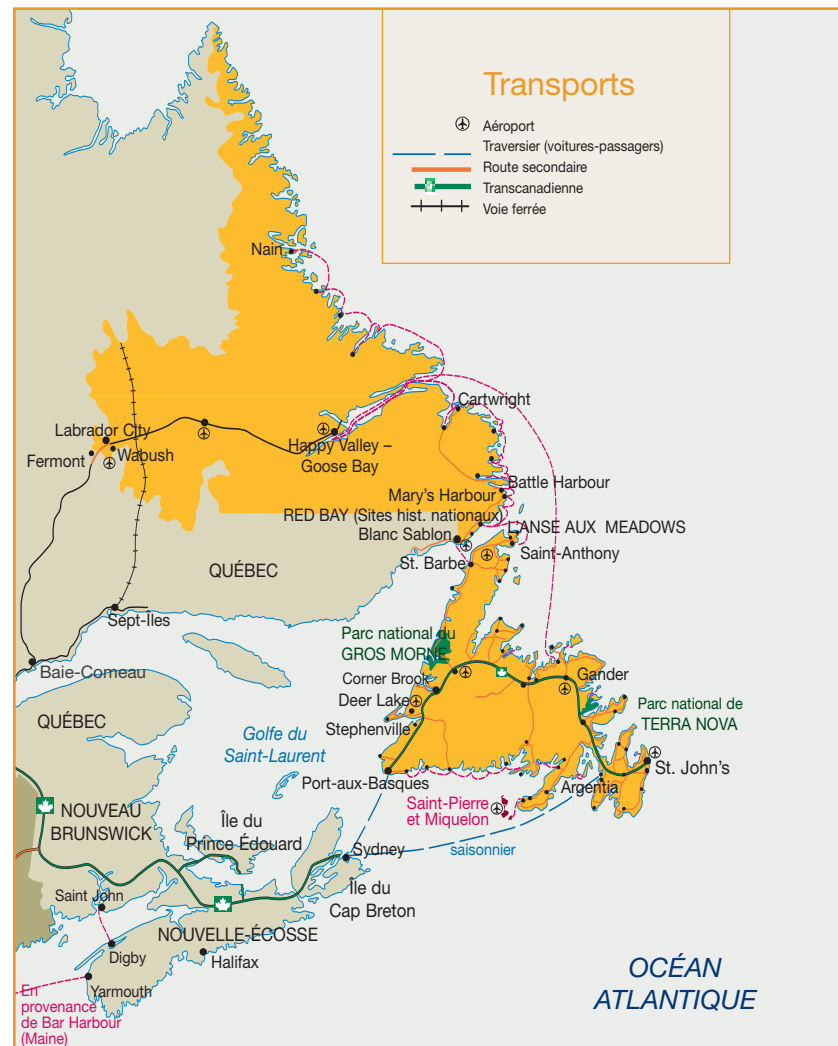 Transports
Aéroport
Traversier (voitures-passagers)
Route secondaire
Transcanadienne
Voie ferrée
Nain
Cartwright
Labrador City
Happy Valley –
Goose Bay
Fermont
Wabush
Battle Harbour
Mary's Harbour
RED BAY (Sites hist. nationaux)
L'ANSE AUX MEADOWS
Blanc Sablon
Saint-Anthony
St. Barbe
QUÉBEC
Sept-Îles
Parc national du
GROS MORNE
Baie-Comeau
Corner Brook
Gander
Deer Lake
Parc national de
TERRA NOVA
QUÉBEC
Stephenville
Golfe du
Saint-Laurent
St. John's
Port-aux-Basques
Argentia
Saint-Pierre
et Miquelon
NOUVEAU
BRUNSWICK
Île du
Prince Édouard
Sydney
saisonnier
Île du
Cap Breton
Saint John
NOUVELLE-ÉCOSSE
Digby
Halifax
Yarmouth
En
provenance
de Bar Harbour
(Maine)
OCÉAN
ATLANTIQUE